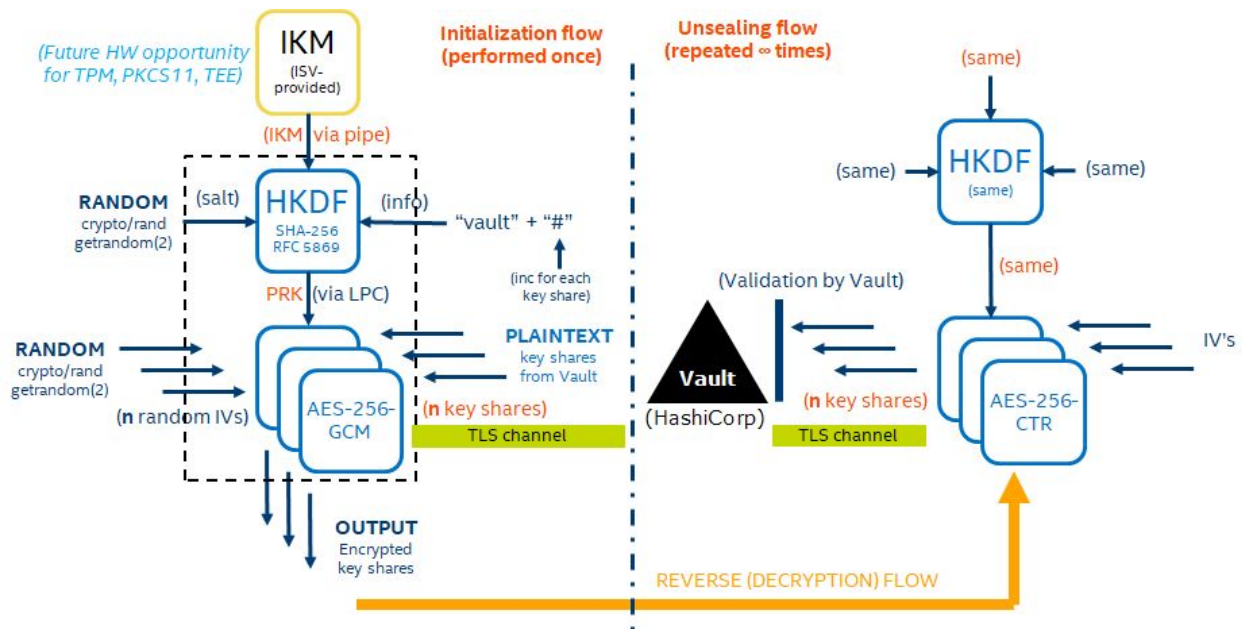 (Future HW opportunity
for TPM, PKCS11, TEE)
IKM
(ISV-
provided)
Initialization flow
(performed once)
(IKM via pipe)
RANDOM
crypto/rand
getrandom(2)
(salt)
HKDF
SHA-256
RFC 5869
(info)
“vault” + “#”
(inc for each
key share)
PRK (via LPC)
RANDOM
crypto/rand
getrandom(2)
(n random IVs)
PLAINTEXT
key shares
from Vault
AES-256-
GCM
(n key shares)
TLS channel
OUTPUT
Encrypted
key shares
Unsealing flow
(repeated ∞ times)
(same)
(same)
HKDF
(same)
(same)
(same)
(Validation by Vault)
Vault
(HashiCorp)
(n key shares)
TLS channel
AES-256-
CTR
IV's
REVERSE (DECRYPTION) FLOW